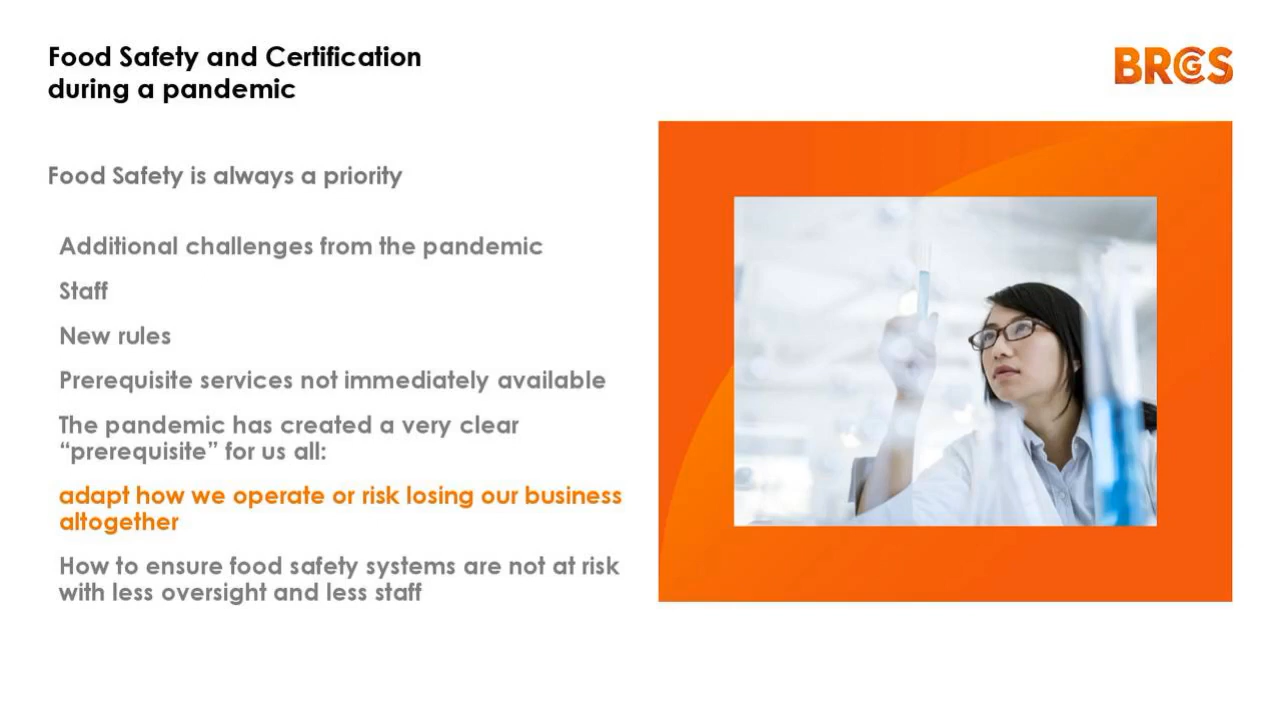 Food Safety and Certification
during a pandemic
BRCGS
Food Safety is always a priority
Additional challenges from the pandemic
Staff
New rules
Prerequisite services not immediately available
The pandemic has created a very clear
“prerequisite” for us all:
adapt how we operate or risk losing our business
altogether
How to ensure food safety systems are not at risk
with less oversight and less staff